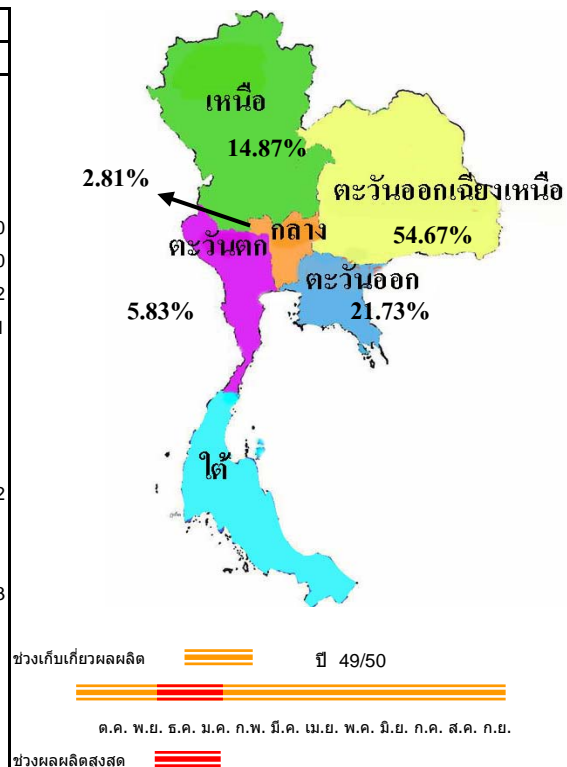 เหนือ
14.87%
2.81%
ตะวันออกเฉียงเหนือ
54.67%
กลาง
ตะวันตก
ตะวันออก
5.83%
21.73%
ใต้
0
0
2
2
3
ช่วงเก็บเกี่ยวผลผลิต
ปี 49/50
ต.ค. พ.ย. ธ.ค. ม.ค. ก.พ. มี.ค. เม.ย. พ.ค. มิ.ย. ก.ค. ส.ค. ก.ย.
ช่วงผลผลิตสูงสุด